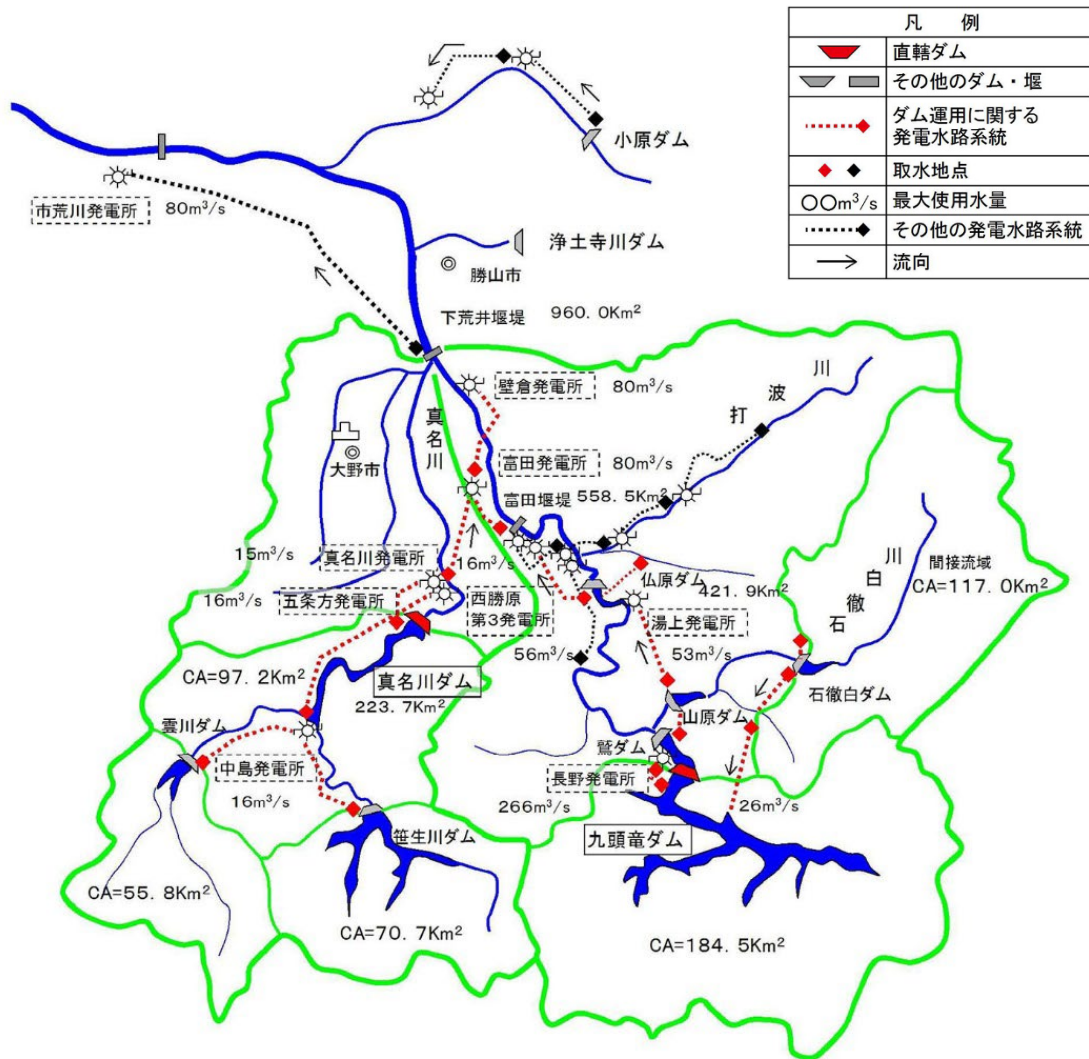 凡 例
直轄ダム
その他のダム・堰
ダム運用に関する
発電水路系統
取水地点
○○m³/s 最大使用水量
その他の発電水路系統
流向
小原ダム
市荒川発電所 80m³/s
浄土寺川ダム
勝山市
下荒井堰堤 960.0Km²
壁倉発電所 80m³/s
真名川
打波川
大野市
富田発電所 80m³/s
富田堰堤 558.5Km²
15m³/s 真名川発電所
16m³/s
16m³/s 五条方発電所
西勝原
第3発電所
56m³/s
仏原ダム
421.9Km²
湯上発電所
53m³/s
石徹白川
間接流域
CA=117.0Km²
石徹白ダム
CA=97.2Km²
真名川ダム
223.7Km²
山原ダム
雲川ダム
鷲ダム
中島発電所
16m³/s
長野発電所
266m³/s
26m³/s
笹生川ダム
九頭竜ダム
CA=55.8Km²
CA=70.7Km²
CA=184.5Km²